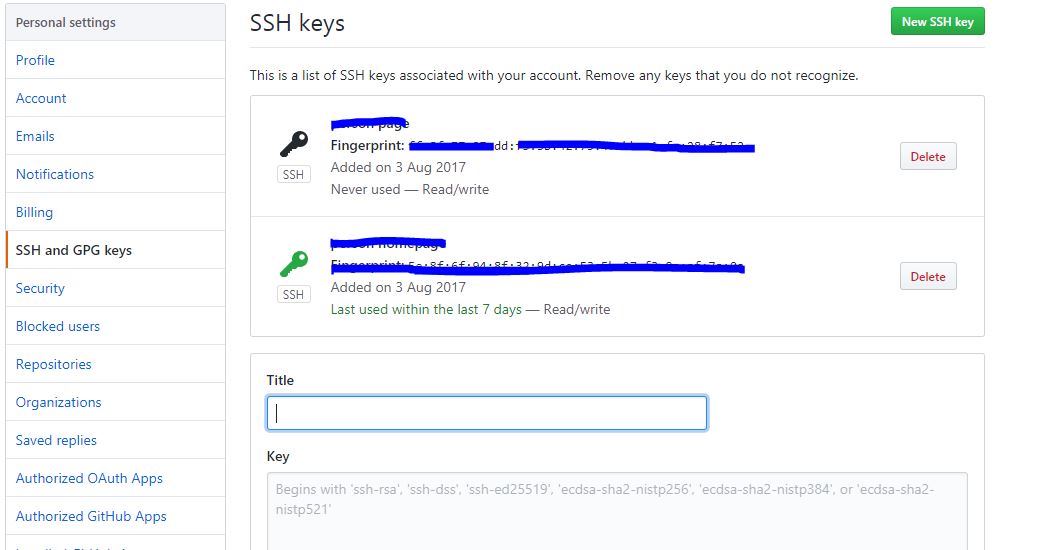 Personal settings
Profile
Account
Emails
Notifications
Billing
SSH and GPG keys
Security
Blocked users
Repositories
Organizations
Saved replies
Authorized OAuth Apps
Authorized GitHub Apps
SSH keys
New SSH key
This is a list of SSH keys associated with your account. Remove any keys that you do not recognize.
SSH
Fingerprint:
Added on 3 Aug 2017
Never used — Read/write
Delete
SSH
Added on 3 Aug 2017
Last used within the last 7 days — Read/write
Delete
Title
Key
Begins with 'ssh-rsa', 'ssh-dss', 'ssh-ed25519', 'ecdsa-sha2-nistp256', 'ecdsa-sha2-nistp384', or 'ecdsa-sha2-
nistp521'